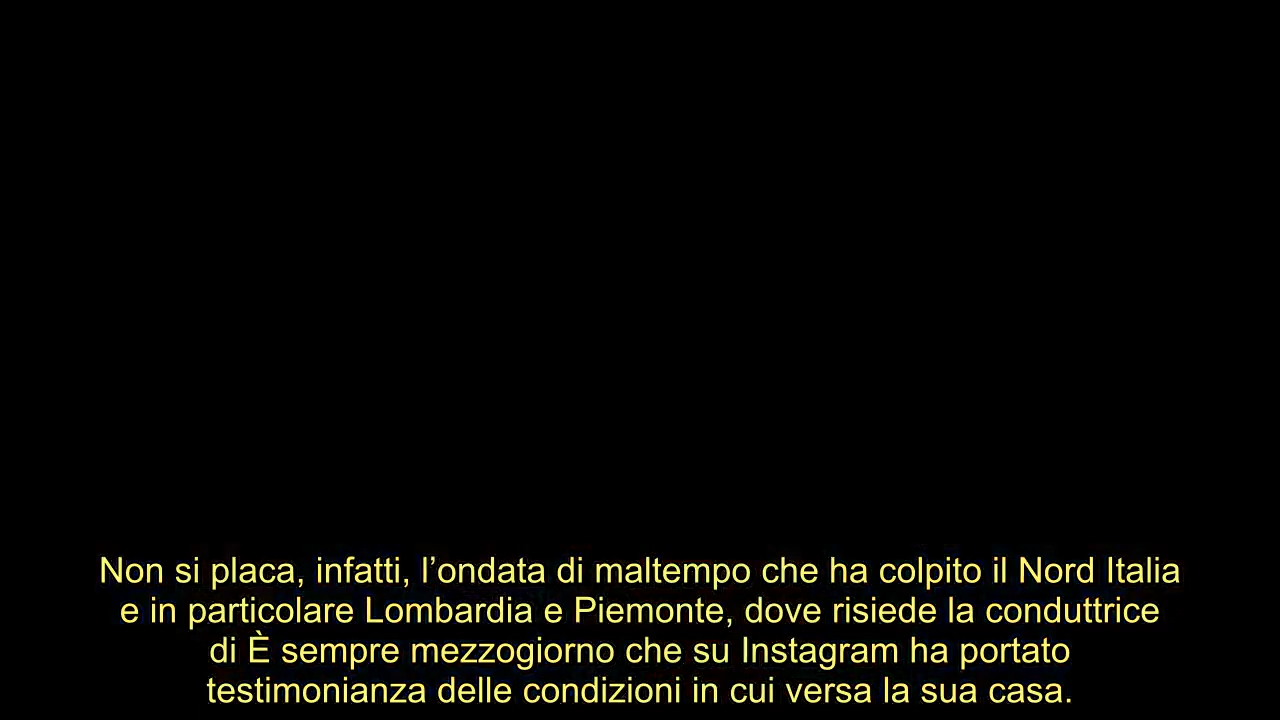 Non si placa, infatti, l’ondata di maltempo che ha colpito il Nord Italia
e in particolare Lombardia e Piemonte, dove risiede la conduttrice
di È sempre mezzogiorno che su Instagram ha portato
testimonianza delle condizioni in cui versa la sua casa.